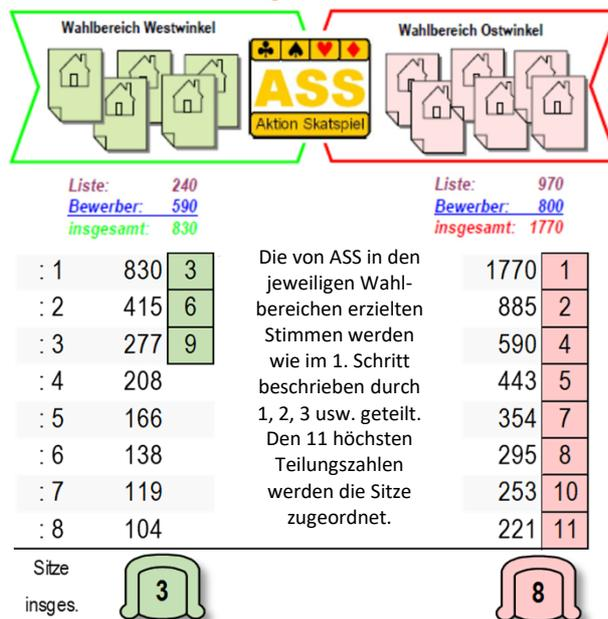 Wahlbereich Westwinkel
Wahlbereich Ostwinkel
ASS
Aktion Skatspiel
Liste: 240
Bewerber: 590
insgesamt: 830
Liste: 970
Bewerber: 800
insgesamt: 1770
Die von ASS in den
jeweiligen Wahl-
bereichen erzielten
Stimmen werden
wie im 1. Schritt
beschrieben durch
1, 2, 3 usw. geteilt.
Den 11 höchsten
Teilungszahlen
werden die Sitze
zugeordnet.
: 1 830 3 1770 1
: 2 415 6 885 2
: 3 277 9 590 4
: 4 208 443 5
: 5 166 354 7
: 6 138 295 8
: 7 119 253 10
: 8 104 221 11
Sitze
insges.
3
8